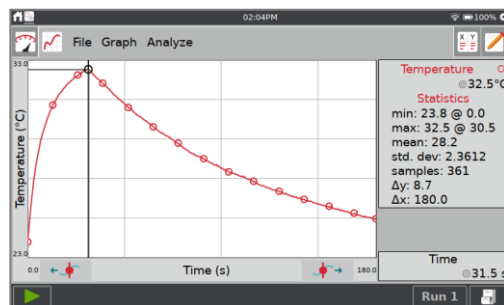 02:04PM
100%
File Graph Analyze
X Y
33.0
Temperature (°C)
23.0
0.0
Time (s)
180.0
Temperature
32.5°C
Statistics
min: 23.8 @ 0.0
max: 32.5 @ 30.5
mean: 28.2
std. dev: 2.3612
samples: 361
Δy: 8.7
Δx: 180.0
Time
31.5 s
Run 1